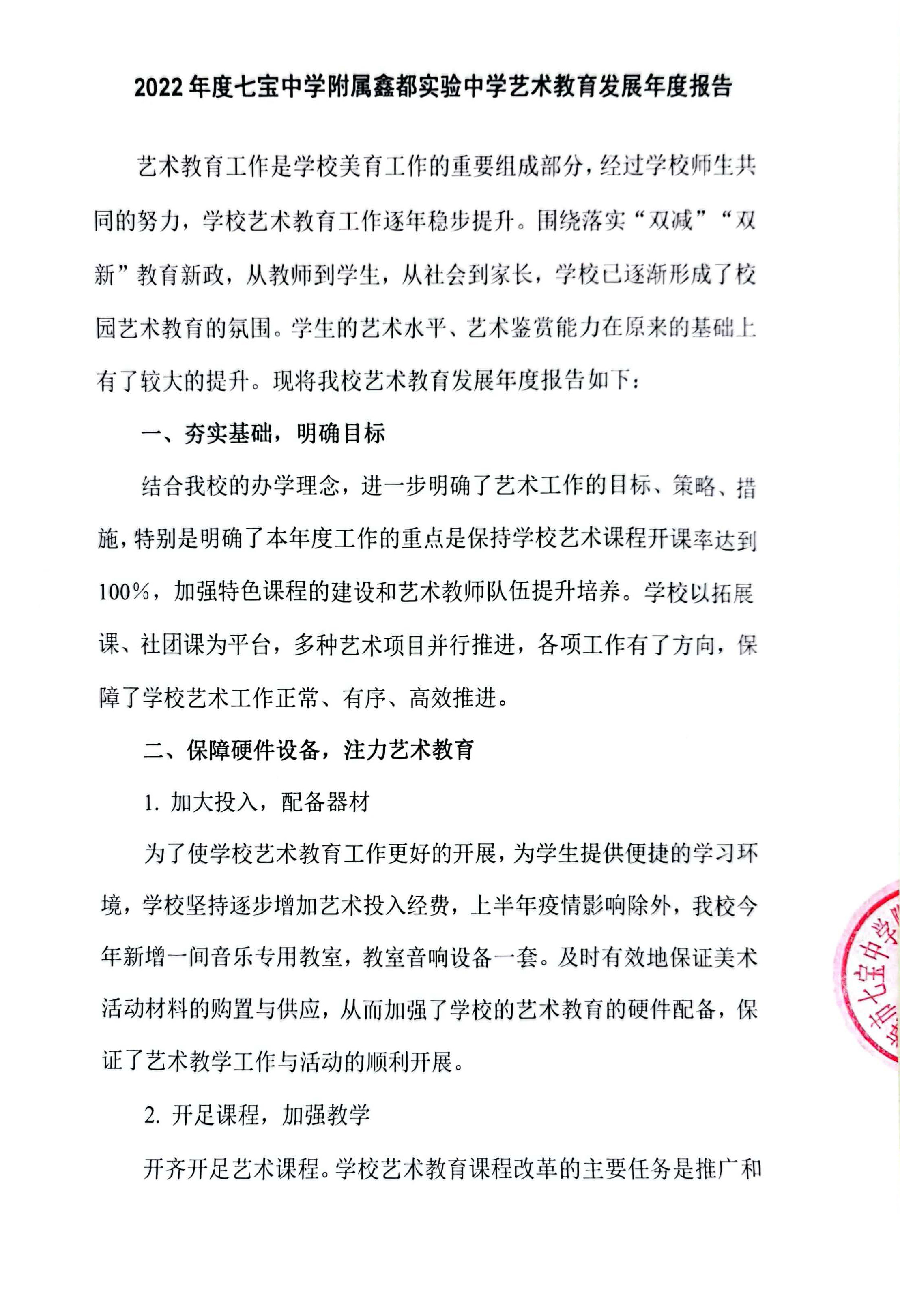 2022 年度七宝中学附属鑫都实验中学艺术教育发展年度报告
艺术教育工作是学校美育工作的重要组成部分，经过学校师生共
同的努力，学校艺术教育工作逐年稳步提升。围绕落实“双减”“双
新”教育新政，从教师到学生，从社会到家长，学校已逐渐形成了校
园艺术教育的氛围。学生的艺术水平、艺术鉴赏能力在原来的基础上
有了较大的提升。现将我校艺术教育发展年度报告如下：
一、夯实基础，明确目标
结合我校的办学理念，进一步明确了艺术工作的目标、策略、措
施，特别是明确了本年度工作的重点是保持学校艺术课程开课率达到
100%，加强特色课程的建设和艺术教师队伍提升培养。学校以拓展
课、社团课为平台，多种艺术项目并行推进，各项工作有了方向，保
障了学校艺术工作正常、有序、高效推进。
二、保障硬件设备，注力艺术教育
1. 加大投入，配备器材
为了使学校艺术教育工作更好的开展，为学生提供便捷的学习环
境，学校坚持逐步增加艺术投入经费，上半年疫情影响除外，我校今
年新增一间音乐专用教室，教室音响设备一套。及时有效地保证美术
活动材料的购置与供应，从而加强了学校的艺术教育的硬件配备，保
证了艺术教学工作与活动的顺利开展。
2. 开足课程，加强教学
开齐开足艺术课程。学校艺术教育课程改革的主要任务是推广和
市七宝中学